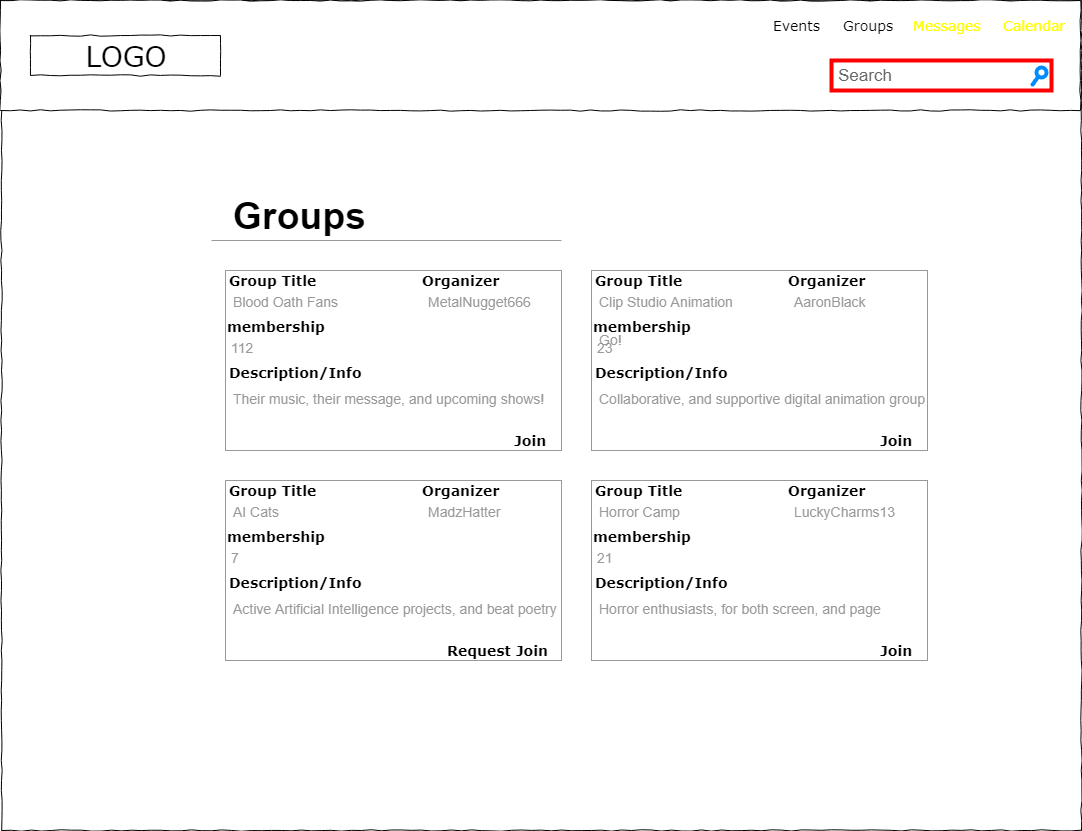 Events Groups Messages Calendar
LOGO
Search
Groups
Group Title Organizer
Blood Oath Fans MetalNugget666
membership
112
Description/Info
Their music, their message, and upcoming shows!
Join
Group Title Organizer
Clip Studio Animation AaronBlack
membership
Go!
23
Description/Info
Collaborative, and supportive digital animation group
Join
Group Title Organizer
AI Cats MadzHatter
membership
7
Description/Info
Active Artificial Intelligence projects, and beat poetry
Request Join
Group Title Organizer
Horror Camp LuckyCharms13
membership
21
Description/Info
Horror enthusiasts, for both screen, and page
Join